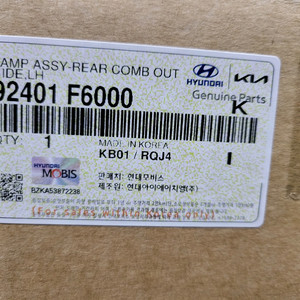 AMP ASSY-REAR COMB OUT
IDE,LH
HYUNDAI
KIA
Genuine Parts
92401 F6000
K
TY: 1
MADE IN KOREA
KB01 / RQJ4
I
HYUNDAI
MOBIS
BZKA53872238
판매처: 현대모비스
제조원: 현대아이에이치엘(주)